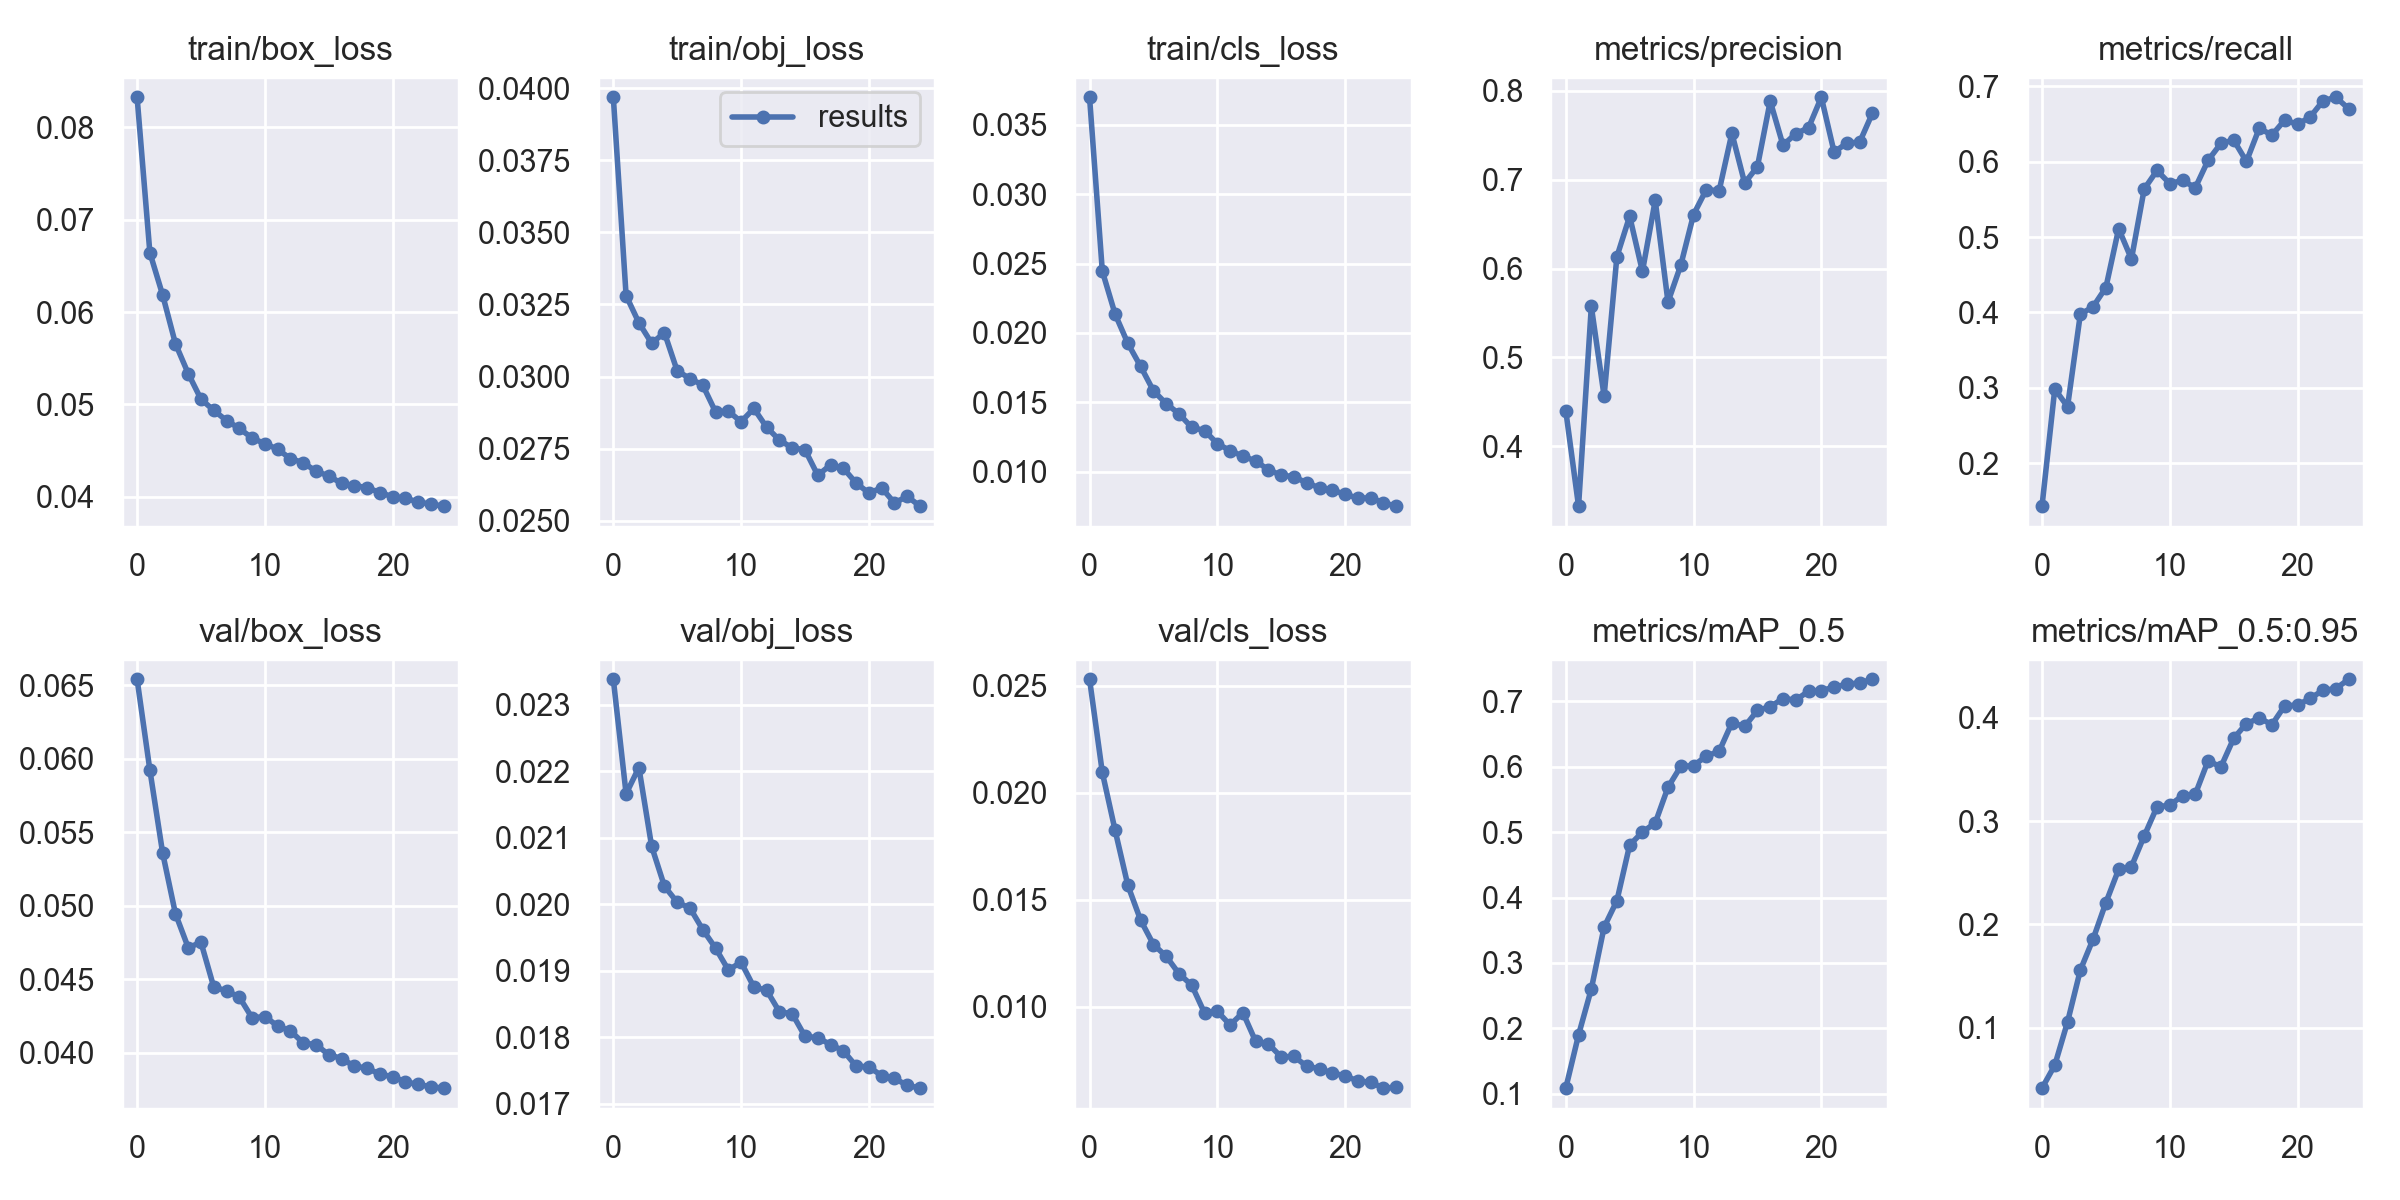 train/box_loss
0.08
0.07
0.06
0.05
0.04
0 10 20
train/obj_loss
results
0.0400
0.0375
0.0350
0.0325
0.0300
0.0275
0.0250
0 10 20
train/cls_loss
0.035
0.030
0.025
0.020
0.015
0.010
0 10 20
metrics/precision
0.8
0.7
0.6
0.5
0.4
0 10 20
metrics/recall
0.7
0.6
0.5
0.4
0.3
0.2
0 10 20
val/box_loss
0.065
0.060
0.055
0.050
0.045
0.040
0 10 20
val/obj_loss
0.023
0.022
0.021
0.020
0.019
0.018
0.017
0 10 20
val/cls_loss
0.025
0.020
0.015
0.010
0 10 20
metrics/mAP_0.5
0.7
0.6
0.5
0.4
0.3
0.2
0.1
0 10 20
metrics/mAP_0.5:0.95
0.4
0.3
0.2
0.1
0 10 20